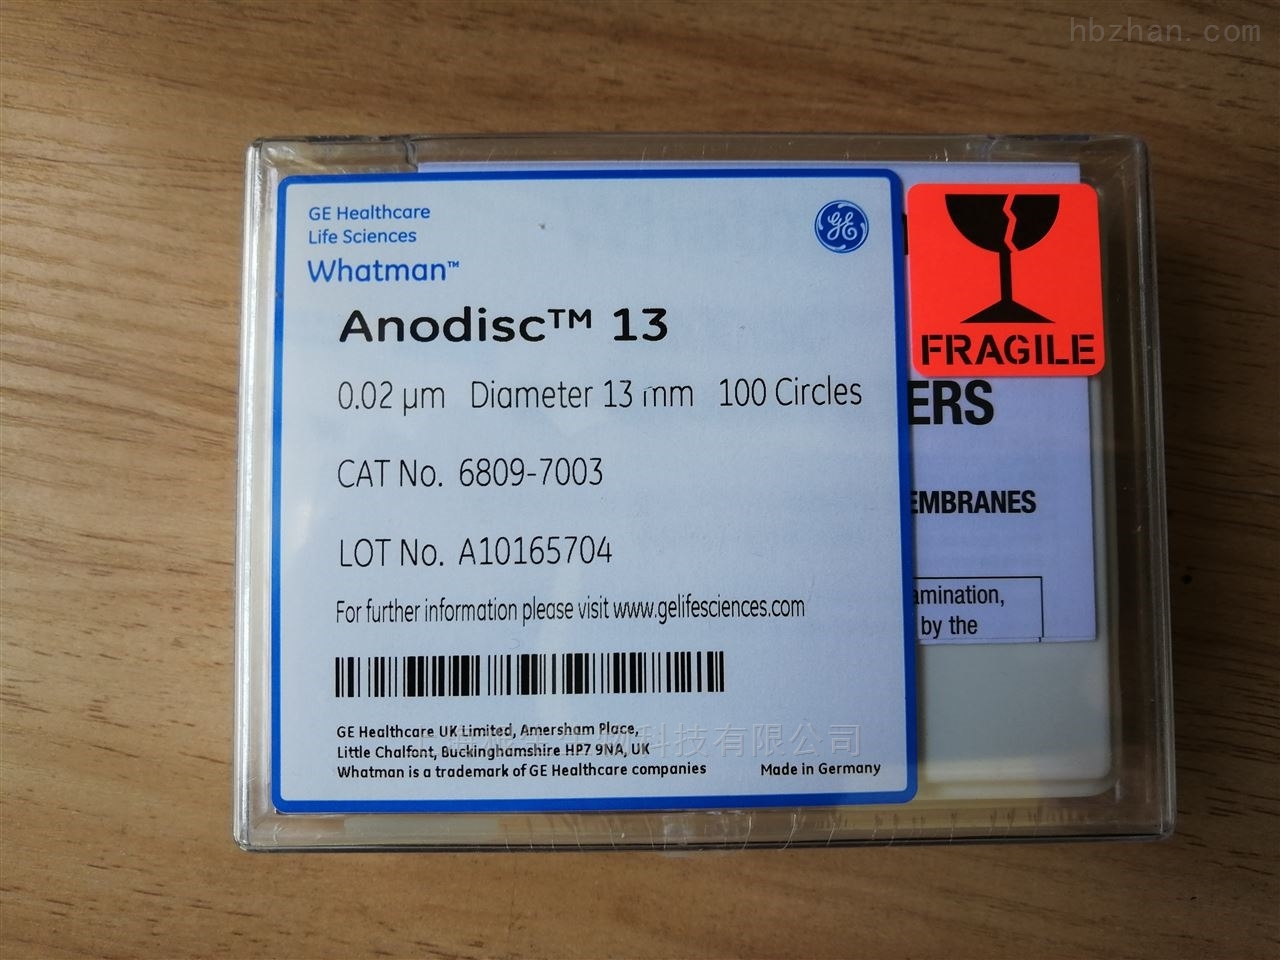 hbzhan.com
GE Healthcare
Life Sciences
Whatman™
GE
Anodisc™ 13
0.02 µm Diameter 13 mm 100 Circles
CAT No. 6809-7003
LOT No. A10165704
For further information please visit www.gelifesciences.com
GE Healthcare UK Limited, Amersham Place,
Little Chalfont, Buckinghamshire HP7 9NA, UK
Whatman is a trademark of GE Healthcare companies
Made in Germany
FRAGILE
ERS
EMBRANES
amination,
by the
科技有限公司